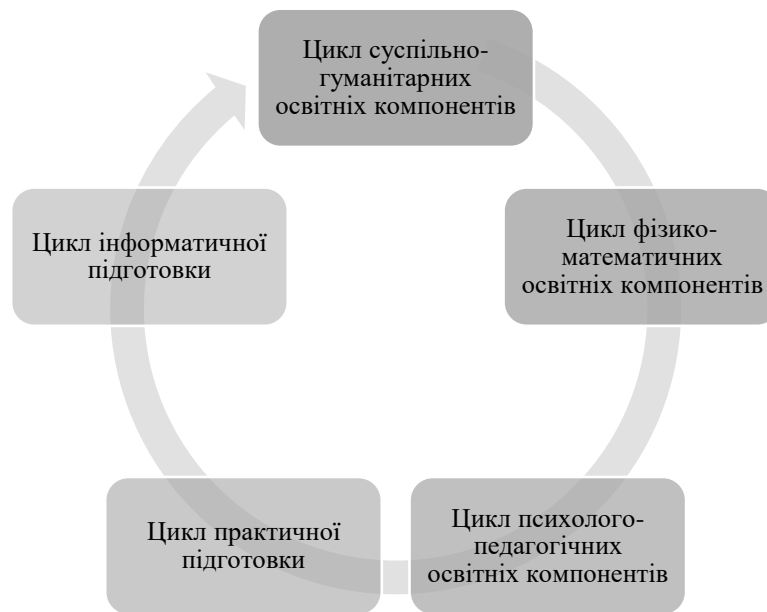 Цикл суспільно-
гуманітарних
освітніх компонентів
Цикл фізико-
математичних
освітніх компонентів
Цикл психолого-
педагогічних
освітніх компонентів
Цикл практичної
підготовки
Цикл інформатичної
підготовки